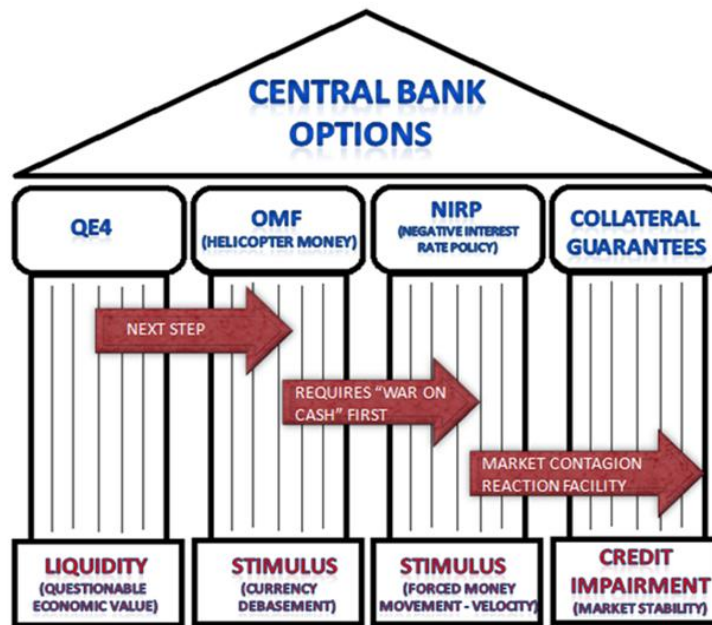 CENTRAL BANK
OPTIONS
QE4
OMF
(HELICOPTER MONEY)
NIRP
(NEGATIVE INTEREST
RATE POLICY)
COLLATERAL
GUARANTEES
NEXT STEP
REQUIRES “WAR ON
CASH” FIRST
MARKET CONTAGION
REACTION FACILITY
LIQUIDITY
(QUESTIONABLE
ECONOMIC VALUE)
STIMULUS
(CURRENCY
DEBASEMENT)
STIMULUS
(FORCED MONEY
MOVEMENT - VELOCITY)
CREDIT
IMPAIRMENT
(MARKET STABILITY)